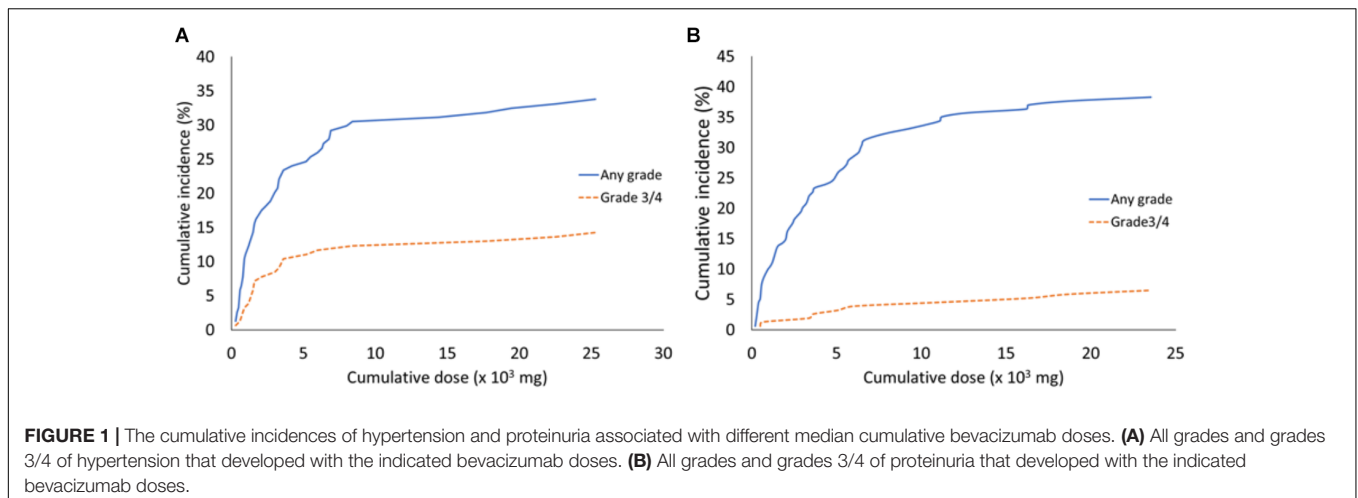 A
40
35
30
25
20
15
10
5
0
Cumulative incidence (%)
Any grade
Grade 3/4
0 5 10 15 20 25 30
Cumulative dose (x 10³ mg)
B
45
40
35
30
25
20
15
10
5
0
Cumulative incidence (%)
Any grade
Grade3/4
0 5 10 15 20 25
Cumulative dose (x 10³ mg)
FIGURE 1 | The cumulative incidences of hypertension and proteinuria associated with different median cumulative bevacizumab doses. (A) All grades and grades
3/4 of hypertension that developed with the indicated bevacizumab doses. (B) All grades and grades 3/4 of proteinuria that developed with the indicated
bevacizumab doses.